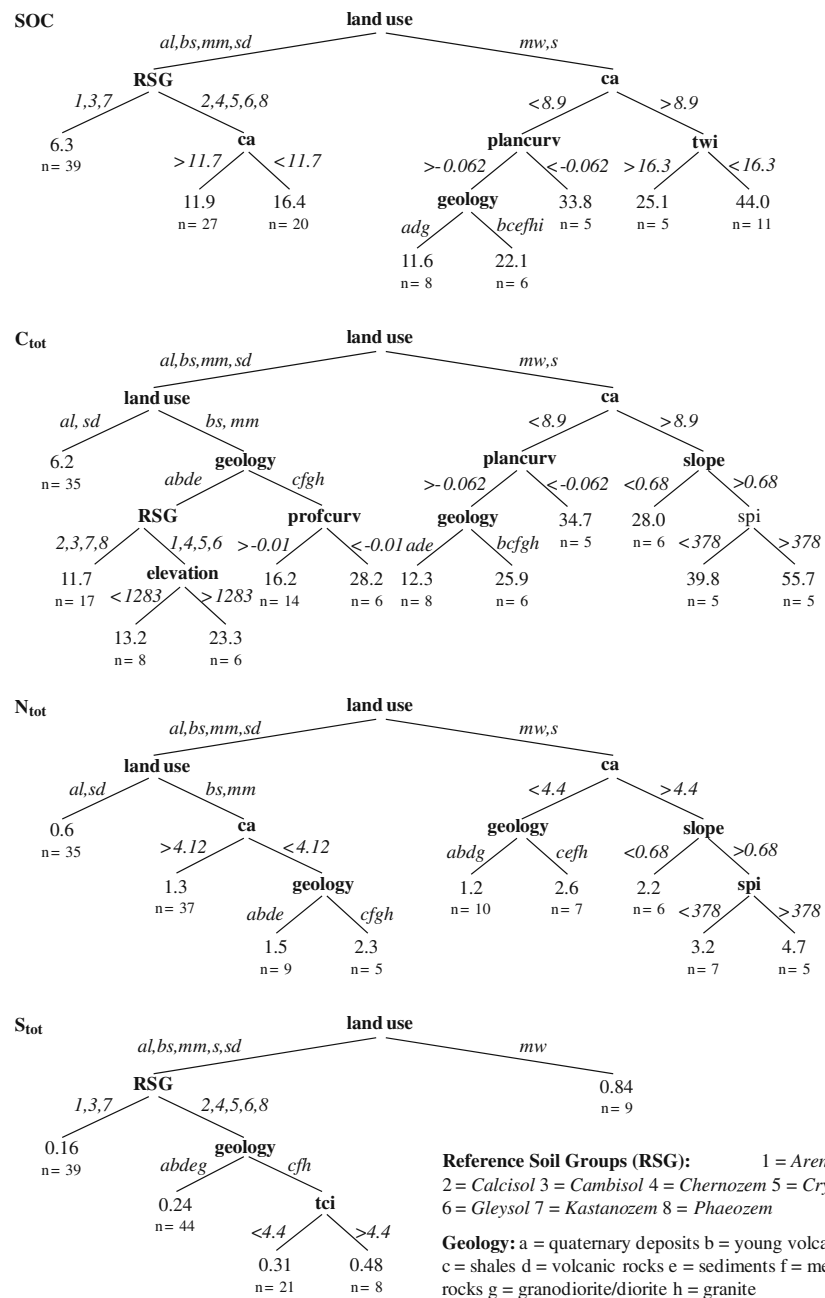 SOC
land use
al,bs,mm,sd mw,s
RSG ca
1,3,7 2,4,5,6,8 <8.9 >8.9
6.3 ca plancurv twi
n= 39
>11.7 <11.7 >-0.062 <-0.062 >16.3 <16.3
11.9 16.4 geology 33.8 25.1 44.0
n= 27 n= 20 n= 5 n= 5 n= 11
adg bcefhi
11.6 22.1
n= 8 n= 6
Ctot
land use
al,bs,mm,sd mw,s
land use ca
al, sd bs, mm <8.9 >8.9
6.2 geology plancurv slope
n= 35
abde cfgh >-0.062 <-0.062 <0.68 >0.68
RSG profcurv geology 34.7 28.0 spi
n= 5 n= 6
2,3,7,8 1,4,5,6 >-0.01 <-0.01 ade bcfgh <378 >378
11.7 elevation 16.2 28.2 12.3 25.9 39.8 55.7
n= 17 n= 14 n= 6 n= 8 n= 6 n= 5 n= 5
<1283 >1283
13.2 23.3
n= 8 n= 6
Ntot
land use
al,bs,mm,sd mw,s
land use ca
al,sd bs,mm <4.4 >4.4
0.6 ca geology slope
n= 35
>4.12 <4.12 abdg cefh <0.68 >0.68
1.3 geology 1.2 2.6 2.2 spi
n= 37 n= 10 n= 7 n= 6
abde cfgh <378 >378
1.5 2.3 3.2 4.7
n= 9 n= 5 n= 7 n= 5
Stot
land use
al,bs,mm,s,sd mw
RSG 0.84
n= 9
1,3,7 2,4,5,6,8
0.16 geology
n= 39
abdeg cfh
0.24 tci
n= 44
<4.4 >4.4
0.31 0.48
n= 21 n= 8
Reference Soil Groups (RSG): 1 =
2 = Calcisol 3 = Cambisol 4 = Chernozem 5 =
6 = Gleysol 7 = Kastanozem 8 = Phaeozem
Geology: a = quaternary deposits b = young
c = shales d = volcanic rocks e = sediments f =
rocks g = granodiorite/diorite h = granite